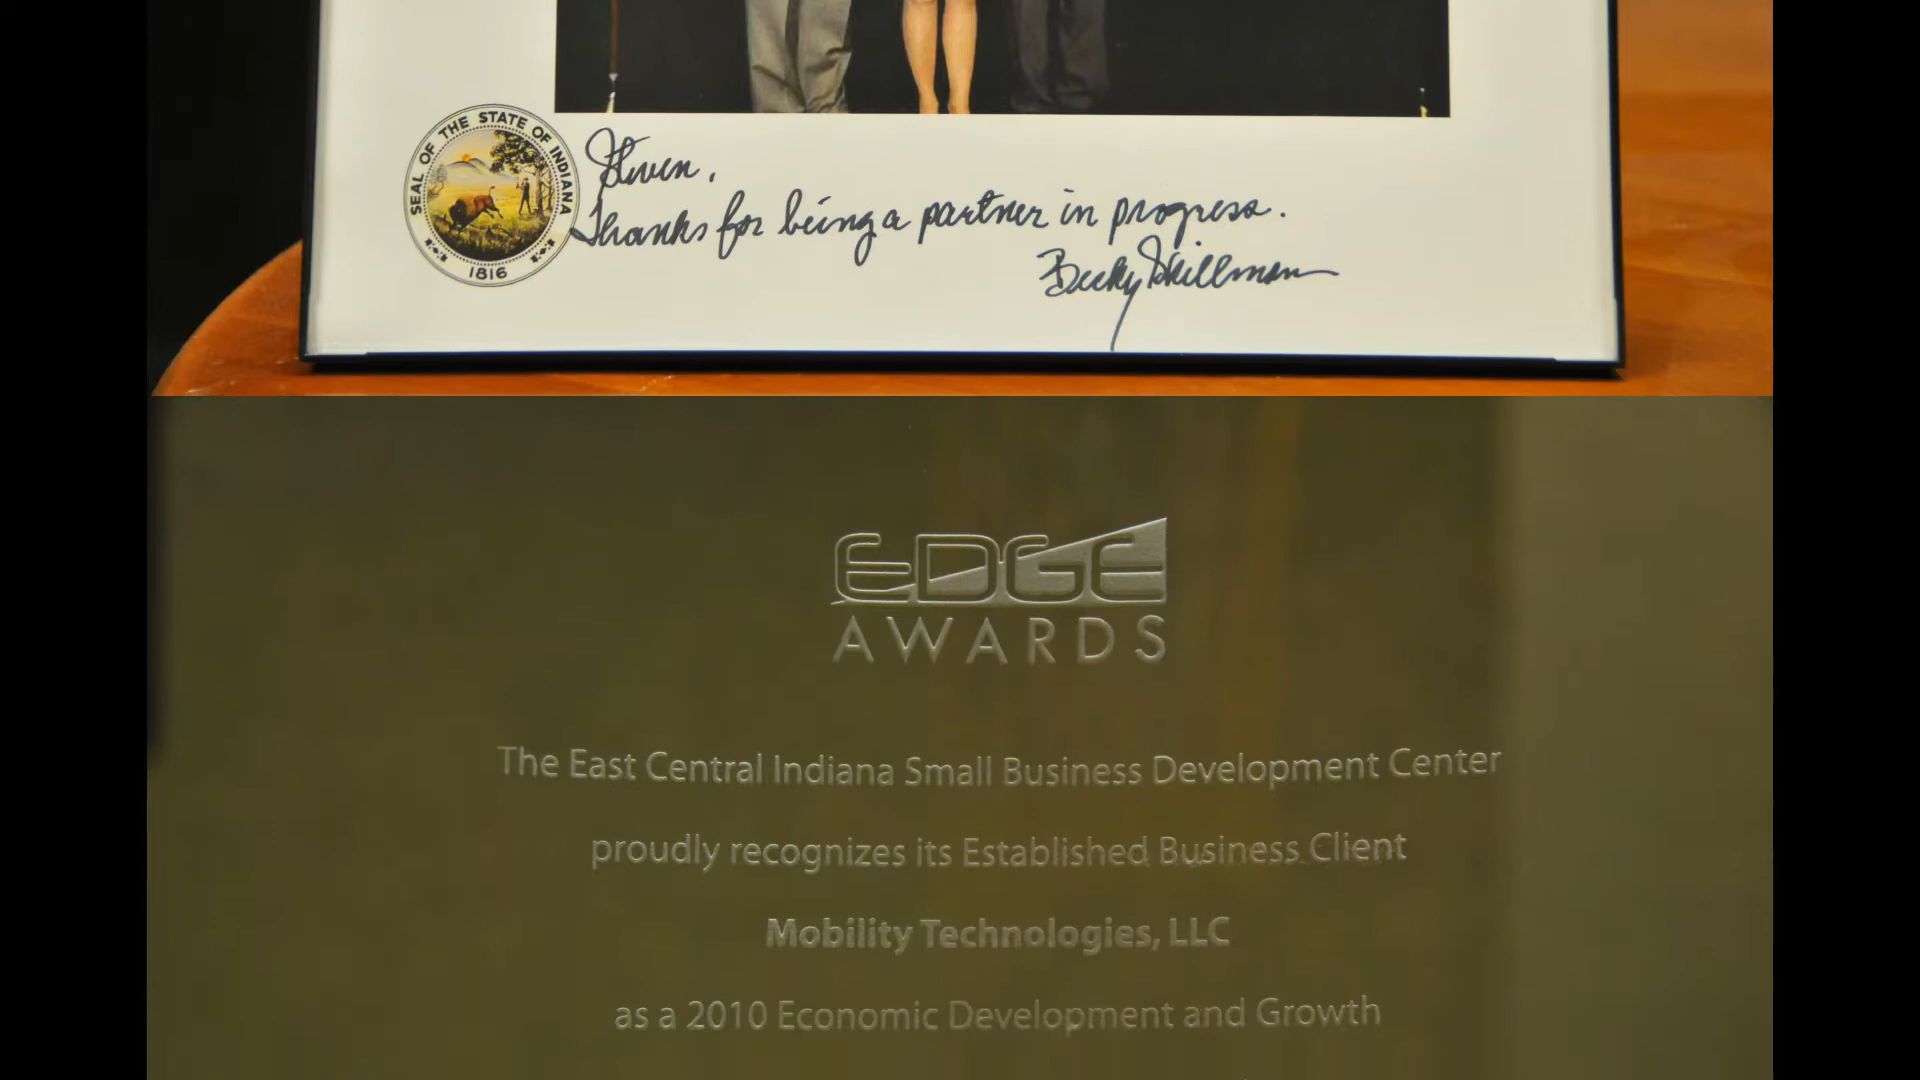 SEAL OF THE STATE OF INDIANA
1816
Steven,
Thanks for being a partner in progress.
Becky Skillman
EDGE
AWARDS
The East Central Indiana Small Business Development Center
proudly recognizes its Established Business Client
Mobility Technologies, LLC
as a 2010 Economic Development and Growth